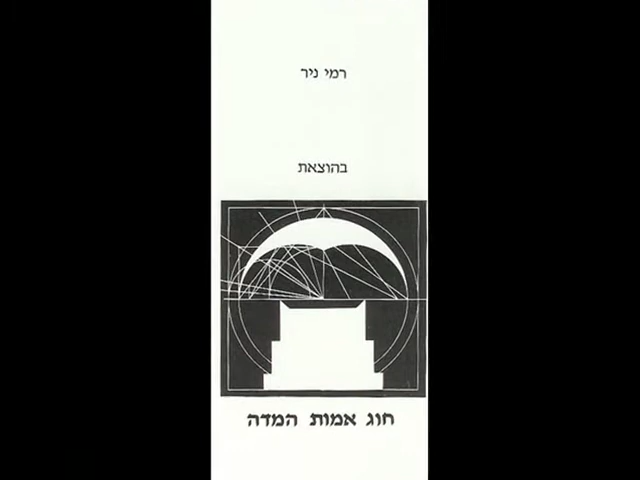 רמי ניר
בהוצאת
חוג אמות המדה